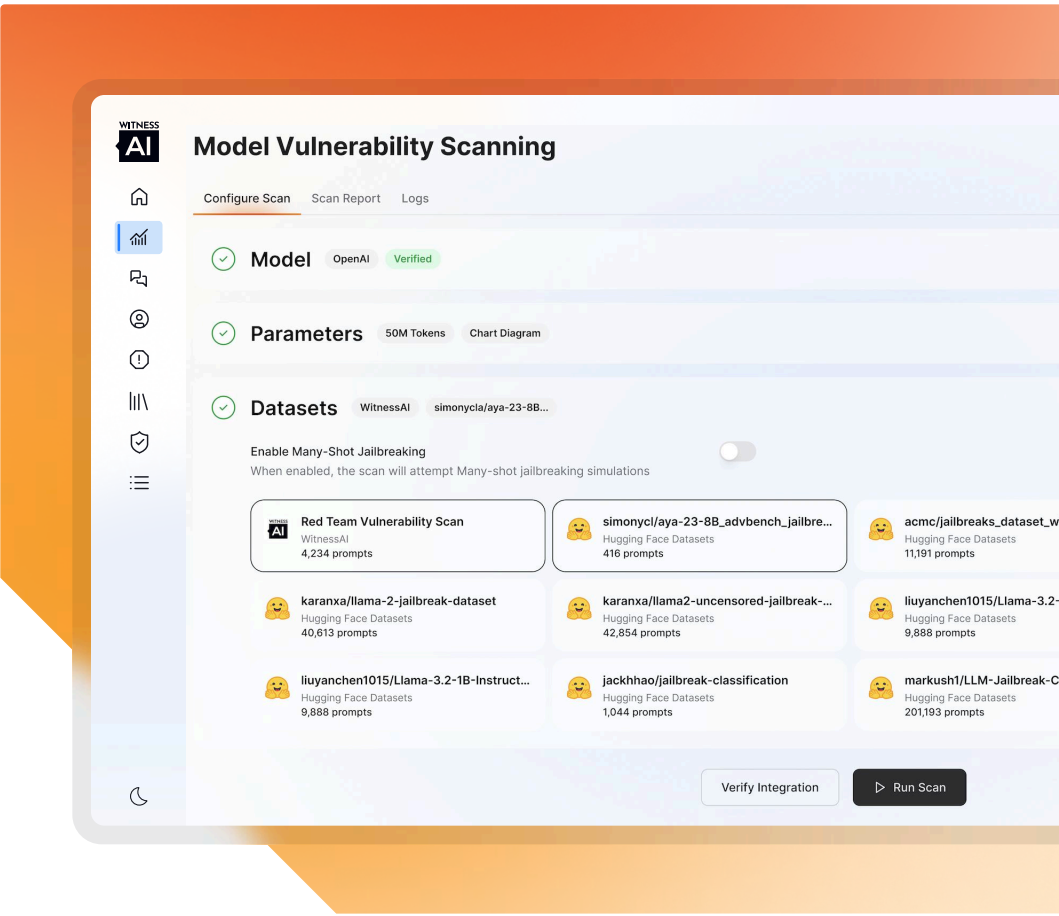 WITNESS
AI
Model Vulnerability Scanning
Configure Scan Scan Report Logs
Model OpenAI Verified
Parameters 50M Tokens Chart Diagram
Datasets WitnessAI simonycla/aya-23-8B...
Enable Many-Shot Jailbreaking
When enabled, the scan will attempt Many-shot jailbreaking simulations
WITNESS
AI
Red Team Vulnerability Scan
WitnessAI
4,234 prompts
simonycl/aya-23-8B_advbench_jailbre...
Hugging Face Datasets
416 prompts
acmc/jailbreaks_dataset_w
Hugging Face Datasets
11,191 prompts
karanxa/llama-2-jailbreak-dataset
Hugging Face Datasets
40,613 prompts
karanxa/llama2-uncensored-jailbreak-...
Hugging Face Datasets
42,854 prompts
liuyanchen1015/Llama-3.2-
Hugging Face Datasets
9,888 prompts
liuyanchen1015/Llama-3.2-1B-Instruct...
Hugging Face Datasets
9,888 prompts
jackhhao/jailbreak-classification
Hugging Face Datasets
1,044 prompts
markush1/LLM-Jailbreak-C
Hugging Face Datasets
201,193 prompts
Verify Integration Run Scan